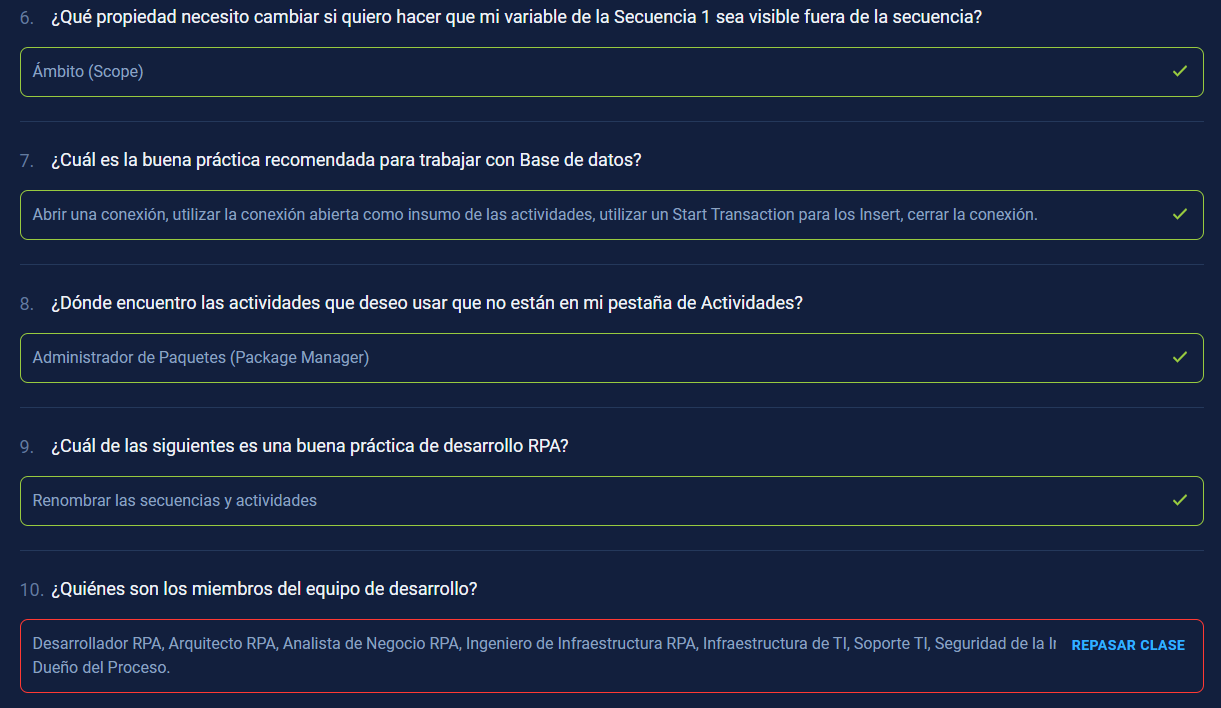 6. ¿Qué propiedad necesito cambiar si quiero hacer que mi variable de la Secuencia 1 sea visible fuera de la secuencia?
Ámbito (Scope)
7. ¿Cuál es la buena práctica recomendada para trabajar con Base de datos?
Abrir una conexión, utilizar la conexión abierta como insumo de las actividades, utilizar un Start Transaction para los Insert, cerrar la conexión.
8. ¿Dónde encuentro las actividades que deseo usar que no están en mi pestaña de Actividades?
Administrador de Paquetes (Package Manager)
9. ¿Cuál de las siguientes es una buena práctica de desarrollo RPA?
Renombrar las secuencias y actividades
10. ¿Quiénes son los miembros del equipo de desarrollo?
Desarrollador RPA, Arquitecto RPA, Analista de Negocio RPA, Ingeniero de Infraestructura RPA, Infraestructura de TI, Soporte TI, Seguridad de la
REPASAR CLASE
Dueño del Proceso.